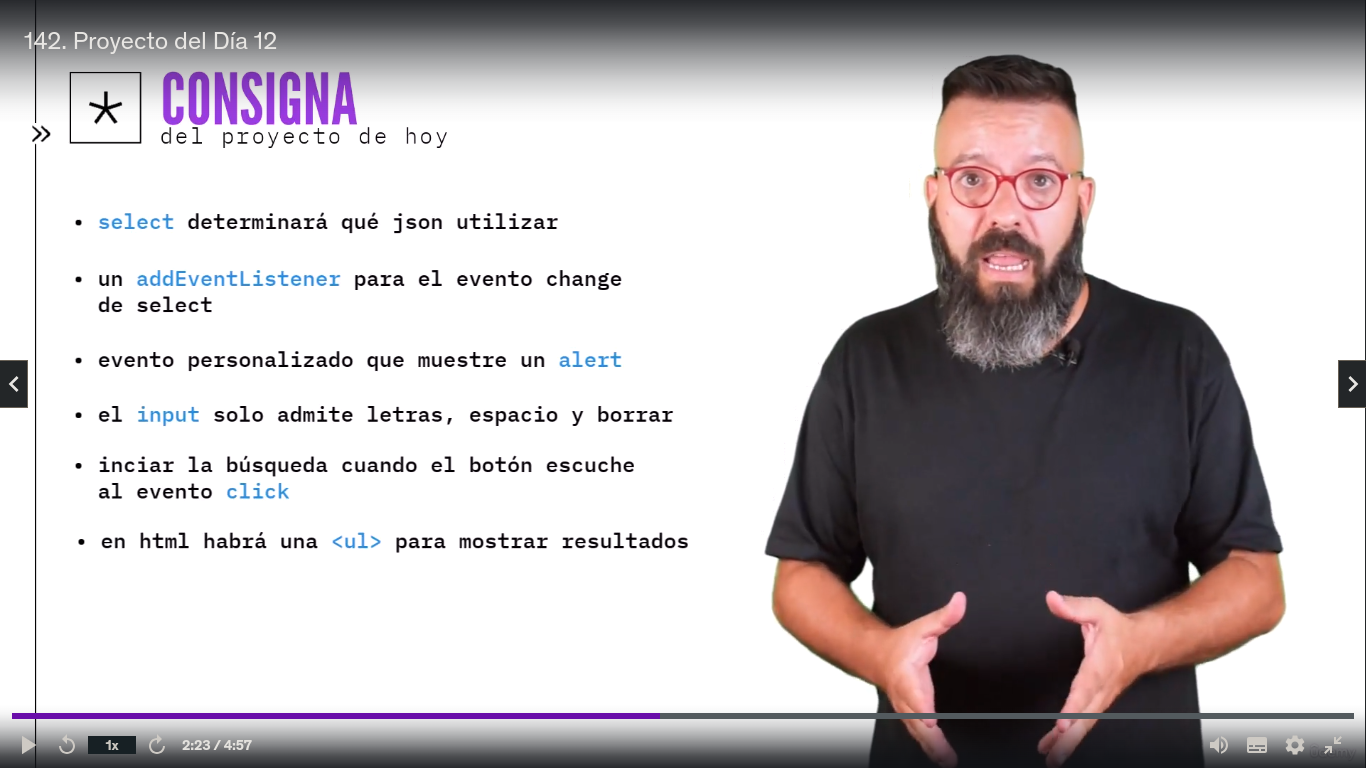 142. Proyecto del Día 12
CONSIGNA
del proyecto de hoy
• select determinará qué json utilizar
• un addEventListener para el evento change
de select
• evento personalizado que muestre un alert
• el input solo admite letras, espacio y borrar
• inciar la búsqueda cuando el botón escuche
al evento click
• en html habrá una <ul> para mostrar resultados
1x
2:23 / 4:57